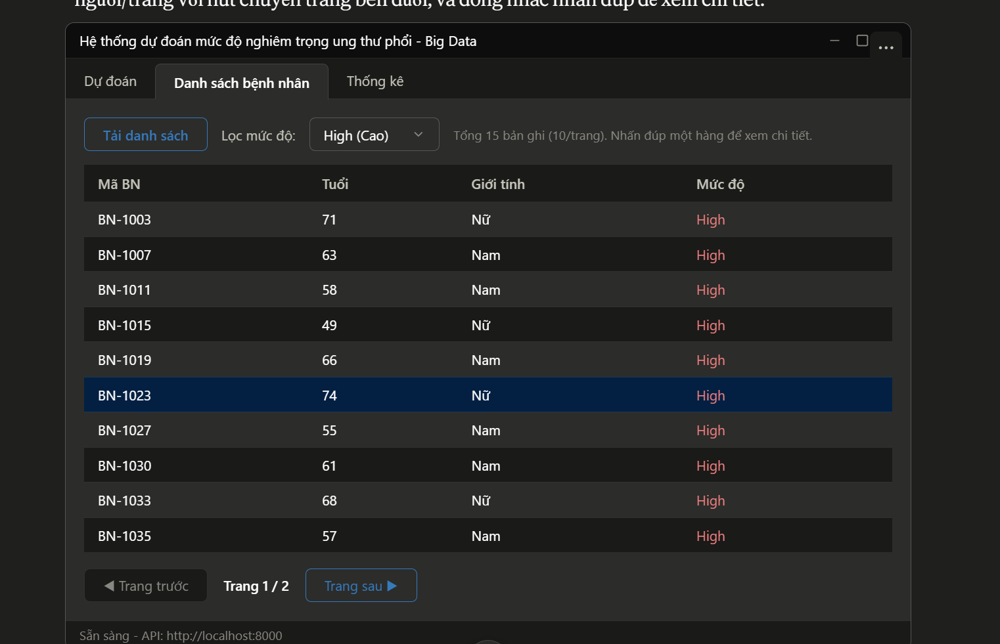 người/trang với nút chuyển trang bên dưới, và dòng nhắc nhấn đúp để xem chi tiết.
Hệ thống dự đoán mức độ nghiêm trọng ung thư phổi - Big Data
Dự đoán Danh sách bệnh nhân Thống kê
Tải danh sách Lọc mức độ: High (Cao) Tổng 15 bản ghi (10/trang). Nhấn đúp một hàng để xem chi tiết.
Mã BN Tuổi Giới tính Mức độ
BN-1003 71 Nữ High
BN-1007 63 Nam High
BN-1011 58 Nam High
BN-1015 49 Nữ High
BN-1019 66 Nam High
BN-1023 74 Nữ High
BN-1027 55 Nam High
BN-1030 61 Nam High
BN-1033 68 Nữ High
BN-1035 57 Nam High
◀ Trang trước Trang 1 / 2 Trang sau ▶
Sẵn sàng - API: http://localhost:8000